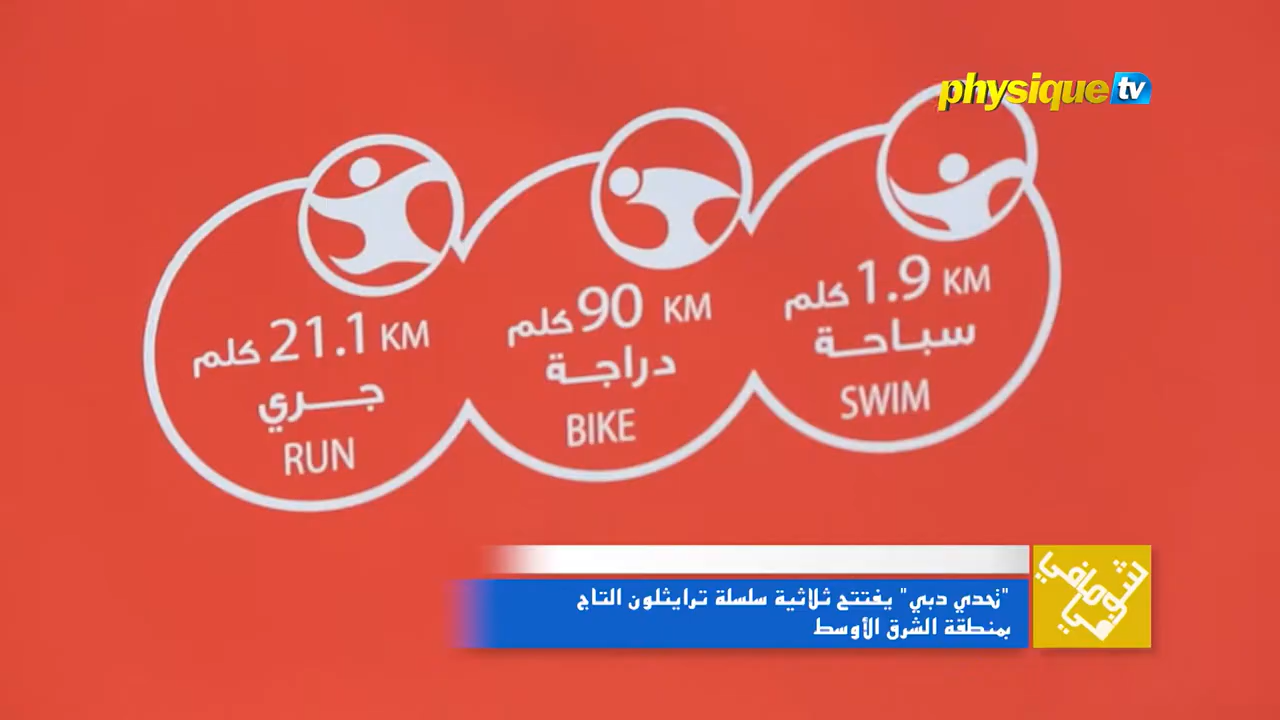 physique tv
1.9 KM كلم
سباحة
SWIM
90 KM كلم
دراجة
BIKE
21.1 KM كلم
جري
RUN
"تحدي دبي" يفتتح ثلاثية سلسلة ترايثلون التاج
بمنطقة الشرق الأوسط